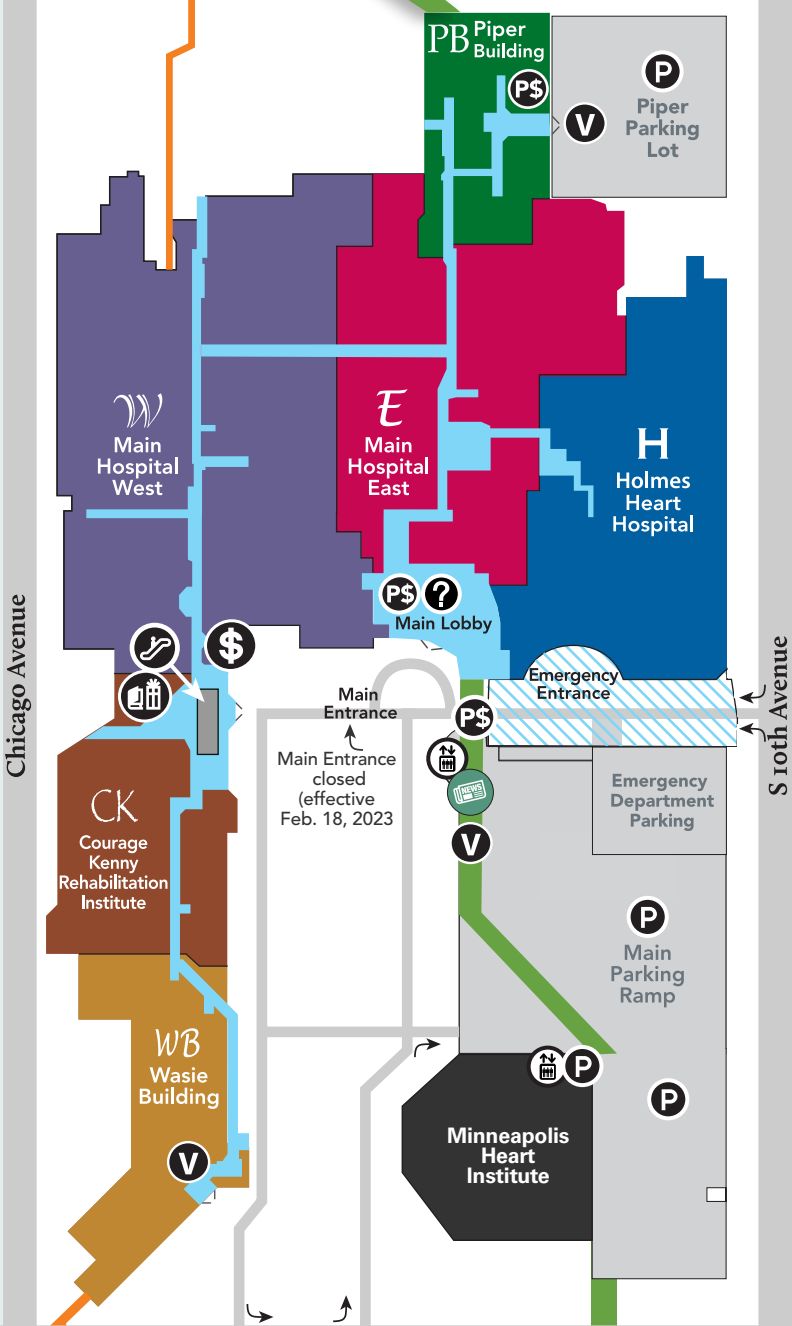 PB Piper
Building
P$
P
V
Piper
Parking
Lot
W
Main
Hospital
West
E
Main
Hospital
East
H
Holmes
Heart
Hospital
P$
?
Main Lobby
$
Chicago Avenue
S 10th Avenue
Emergency
Entrance
Main
Entrance
P$
Main Entrance
closed
(effective
Feb. 18, 2023
NEWS
Emergency
Department
Parking
CK
Courage
Kenny
Rehabilitation
Institute
V
P
Main
Parking
Ramp
WB
Wasie
Building
P
P
Minneapolis
Heart
Institute
V